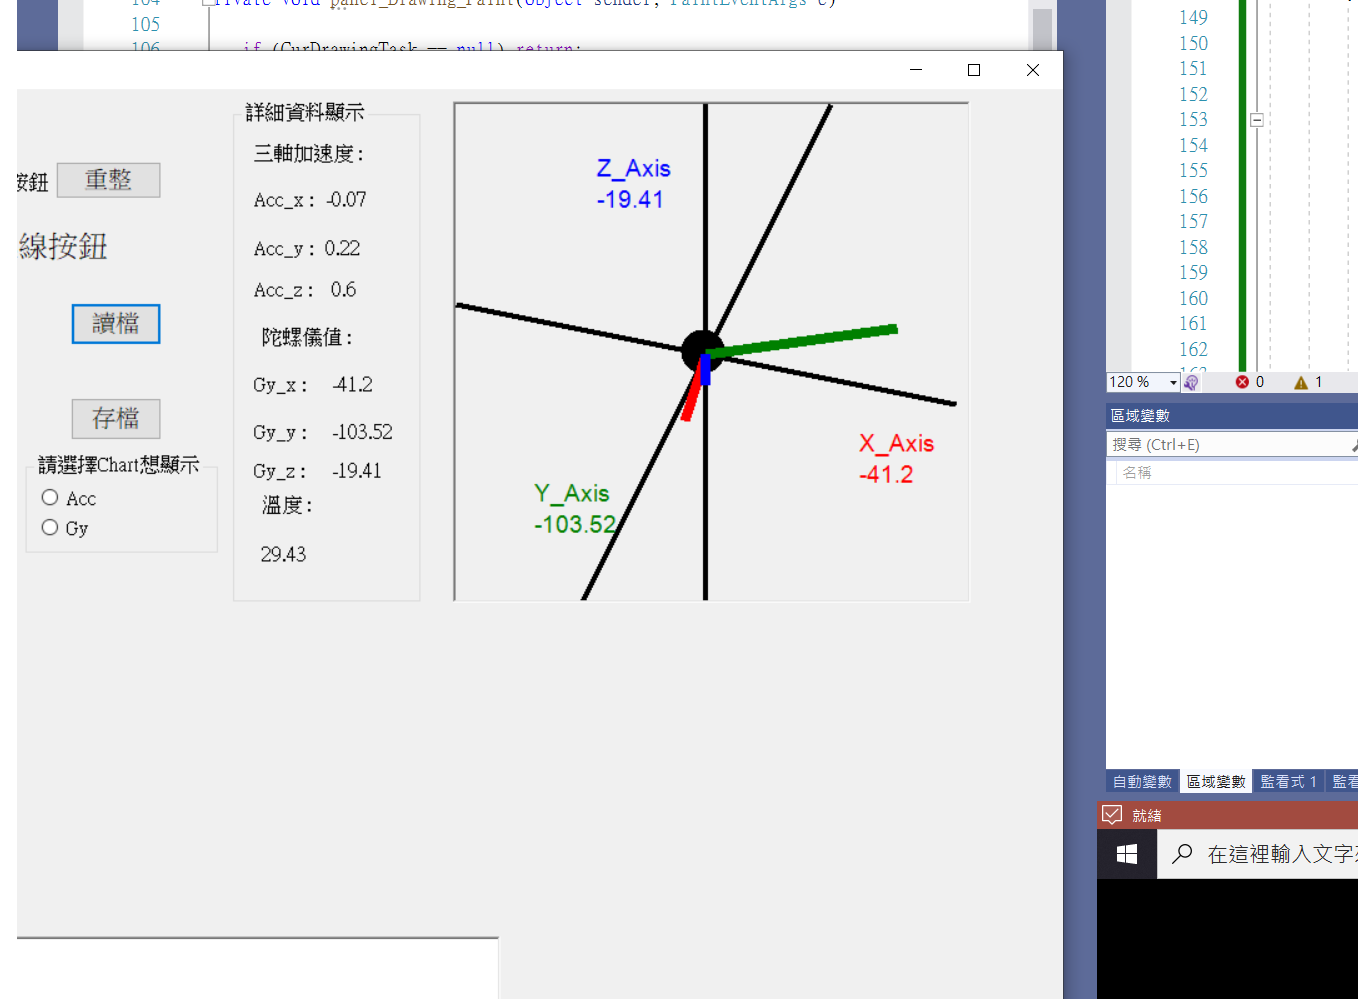 104
private void panel_Drawing_Paint(object sender, PaintEventArgs e)
105
106
if (CurDrawingTask == null) return;
詳細資料顯示
三軸加速度:
按鈕
重整
Acc_x : -0.07
線按鈕
Acc_y : 0.22
Acc_z : 0.6
讀檔
陀螺儀值:
Gy_x : -41.2
存檔
Gy_y : -103.52
請選擇Chart想顯示
Gy_z : -19.41
Acc
溫度:
Gy
29.43
Z_Axis
-19.41
X_Axis
-41.2
Y_Axis
-103.52
149
150
151
152
153
154
155
156
157
158
159
160
161
162
163
120 %
0
1
區域變數
搜尋 (Ctrl+E)
名稱
自動變數
區域變數
監看式 1
監看
就緒
在這裡輸入文字